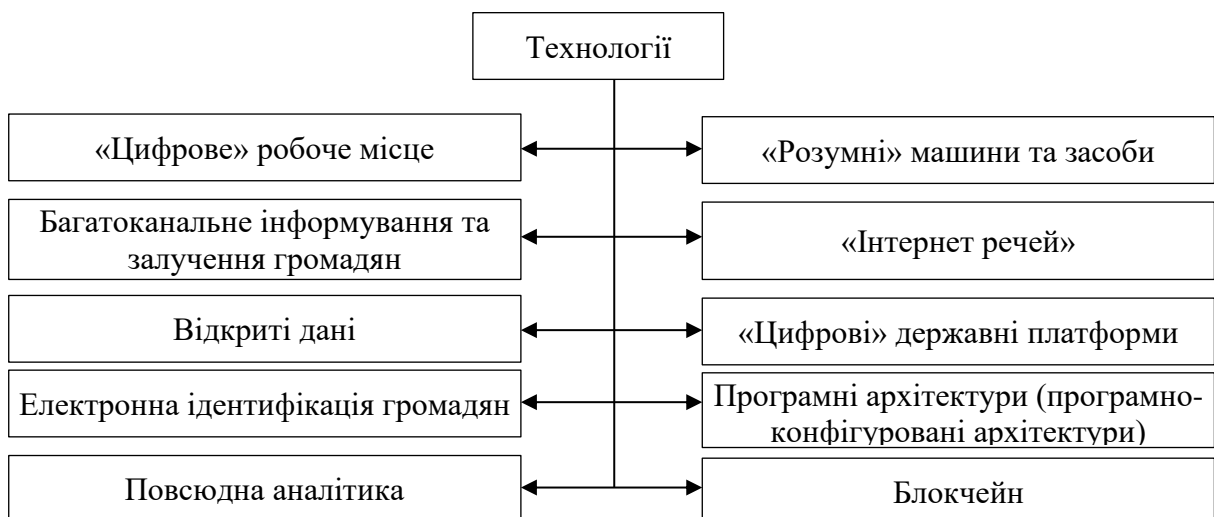 Технології
«Цифрове» робоче місце
«Розумні» машини та засоби
Багатоканальне інформування та
залучення громадян
«Інтернет речей»
Відкриті дані
«Цифрові» державні платформи
Електронна ідентифікація громадян
Програмні архітектури (програмно-
конфігуровані архітектури)
Повсюдна аналітика
Блокчейн